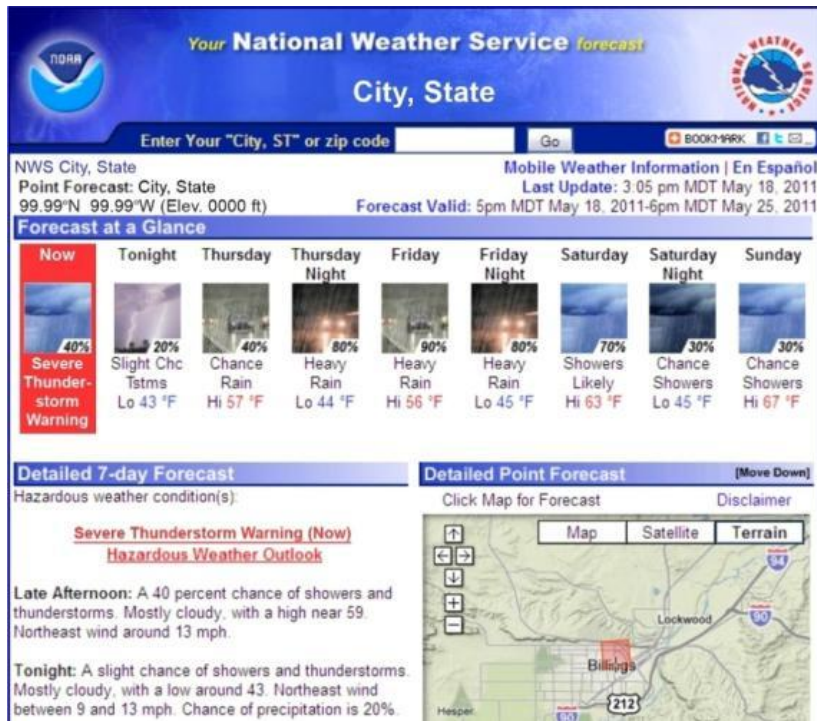 NOAA
Your National Weather Service forecast
City, State
NATIONAL WEATHER SERVICE
Enter Your "City, ST" or zip code
Go
BOOKMARK
NWS City, State
Mobile Weather Information | En Español
Point Forecast: City, State
Last Update: 3:05 pm MDT May 18, 2011
99.99°N 99.99°W (Elev. 0000 ft)
Forecast Valid: 5pm MDT May 18, 2011-6pm MDT May 25, 2011
Forecast at a Glance
Now
40%
Severe
Thunder-
storm
Warning
Tonight
20%
Slight Chc
Tstms
Lo 43 °F
Thursday
40%
Chance
Rain
Hi 57 °F
Thursday
Night
80%
Heavy
Rain
Lo 44 °F
Friday
90%
Heavy
Rain
Hi 56 °F
Friday
Night
80%
Heavy
Rain
Lo 45 °F
Saturday
70%
Showers
Likely
Hi 63 °F
Saturday
Night
30%
Chance
Showers
Lo 45 °F
Sunday
30%
Chance
Showers
Hi 67 °F
Detailed 7-day Forecast
Hazardous weather condition(s):
Severe Thunderstorm Warning (Now)
Hazardous Weather Outlook
Late Afternoon: A 40 percent chance of showers and
thunderstorms. Mostly cloudy, with a high near 59.
Northeast wind around 13 mph.
Tonight: A slight chance of showers and thunderstorms.
Mostly cloudy, with a low around 43. Northeast wind
between 9 and 13 mph. Chance of precipitation is 20%.
Detailed Point Forecast
[Move Down]
Click Map for Forecast
Disclaimer
Map
Satellite
Terrain
94
Lockwood
90
Billings
212
Hesper
90